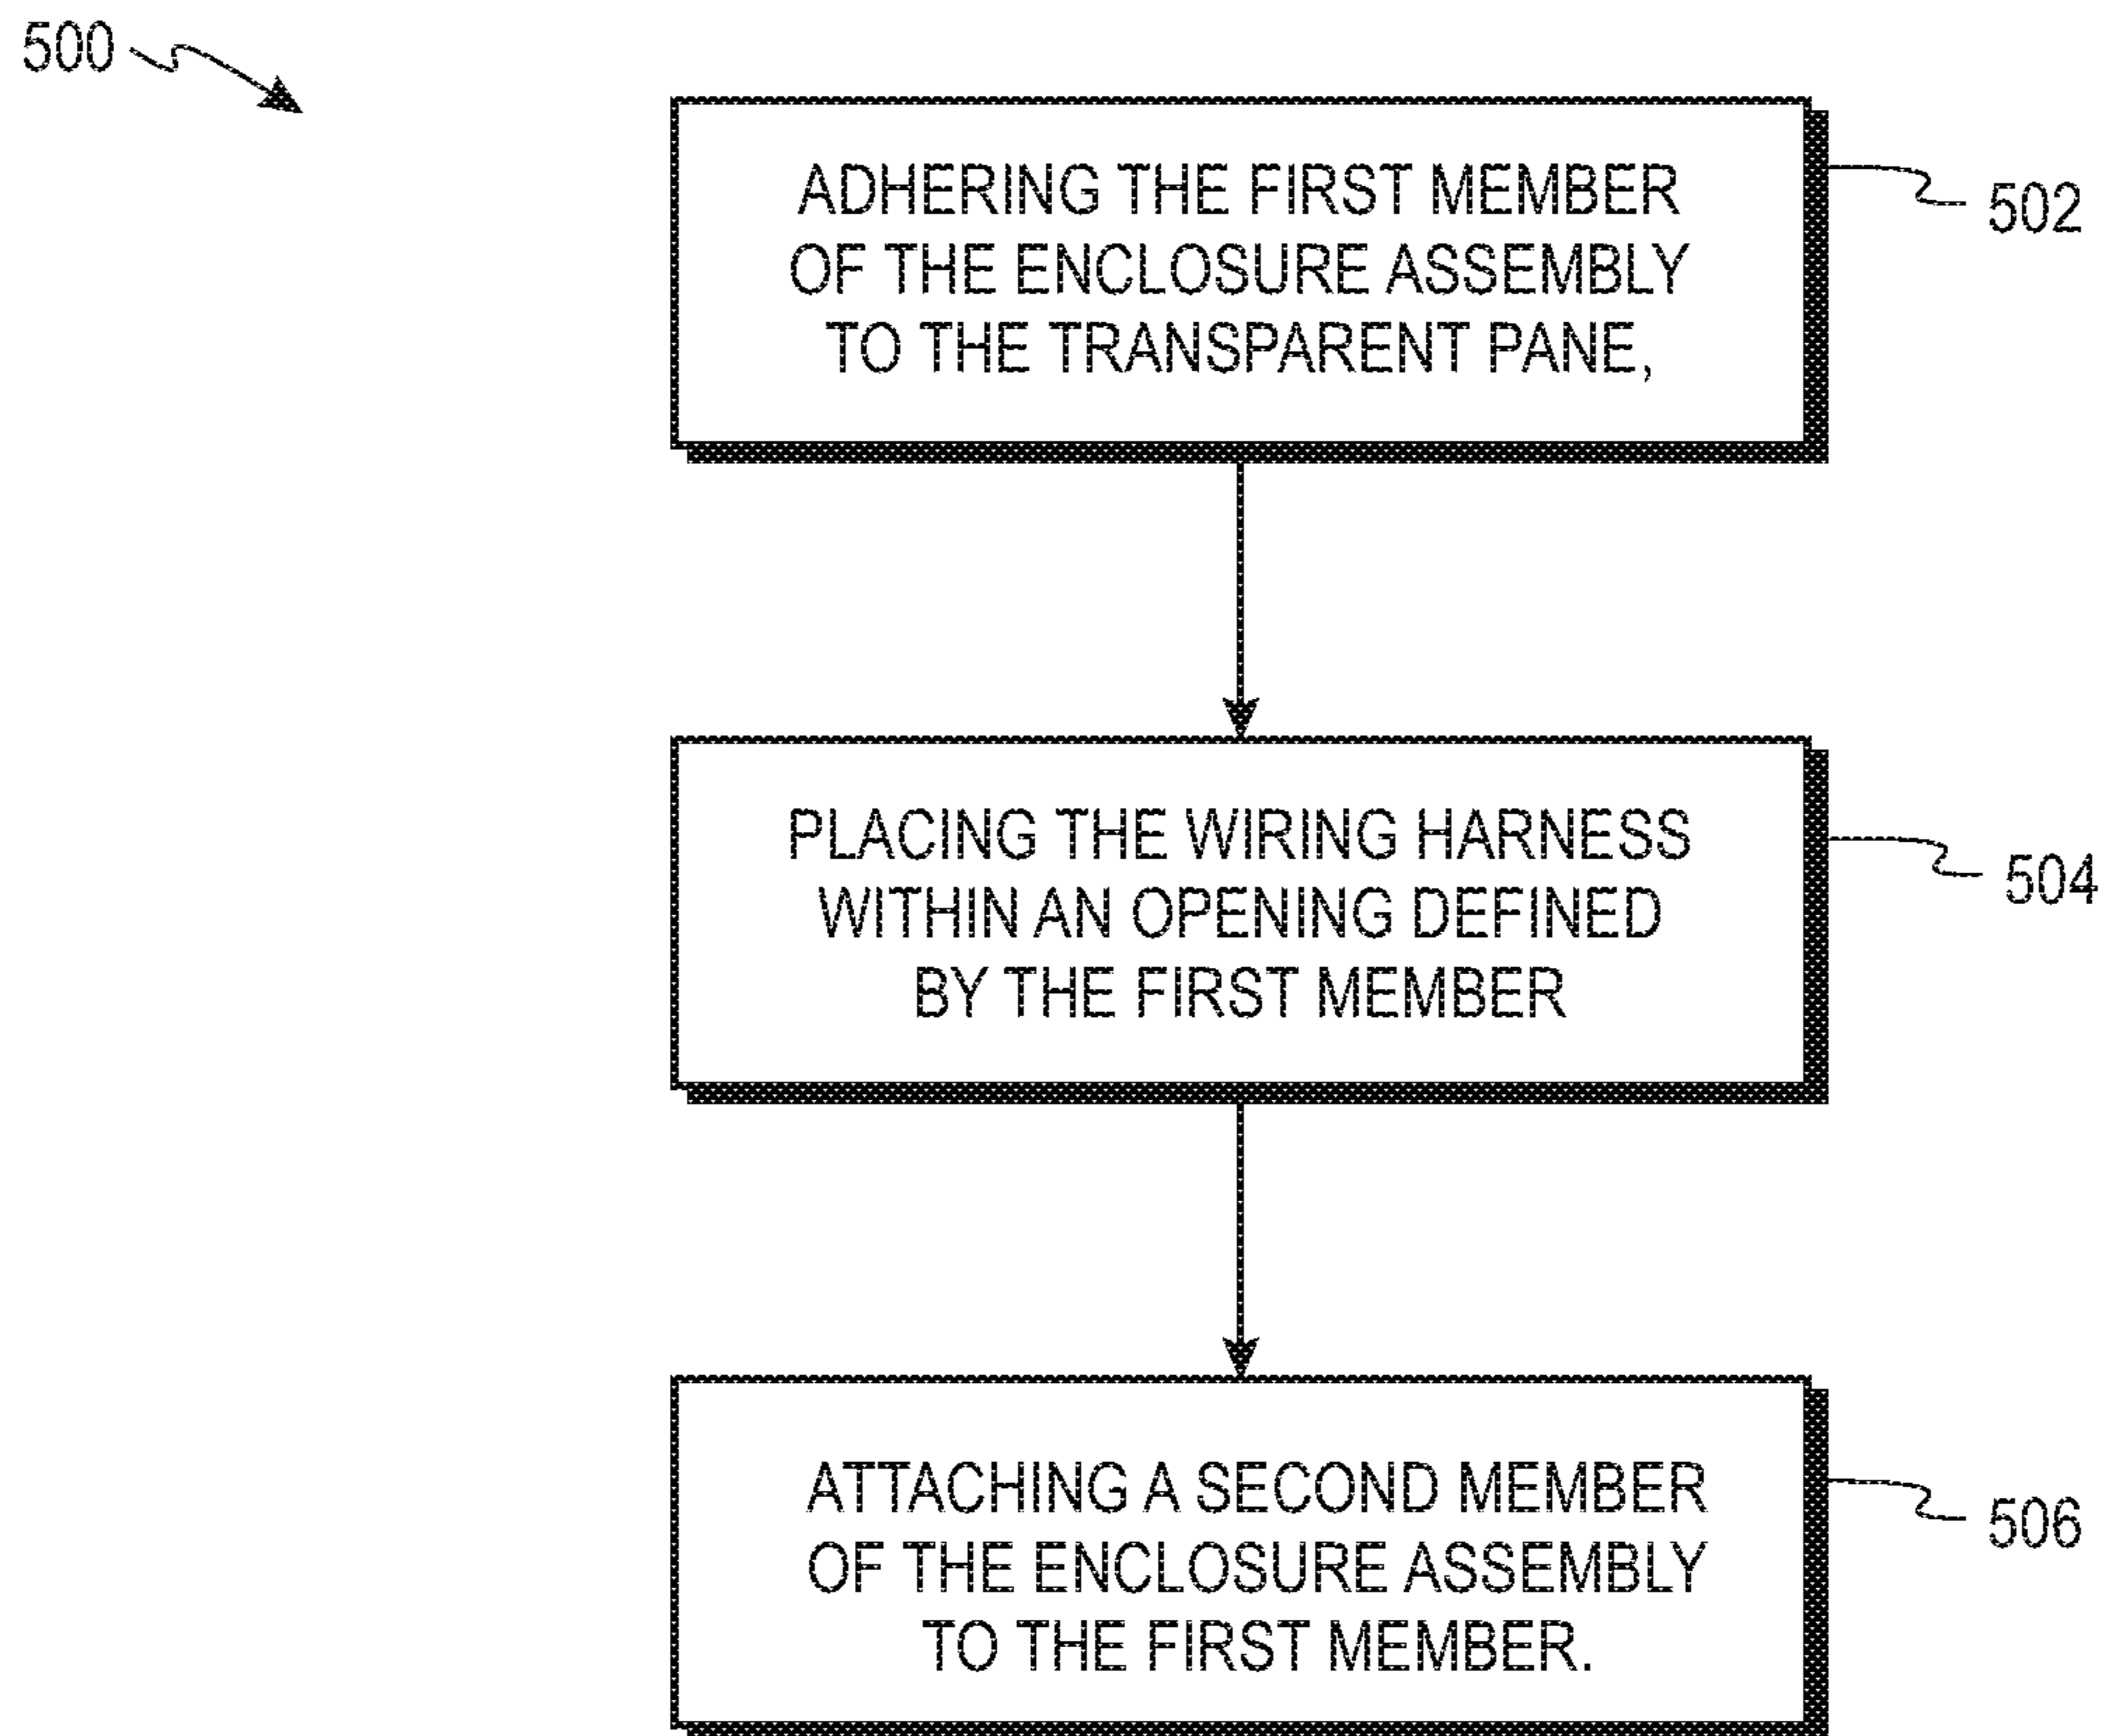 500
ADHERING THE FIRST MEMBER
OF THE ENCLOSURE ASSEMBLY
TO THE TRANSPARENT PANE,
502
PLACING THE WIRING HARNESS
WITHIN AN OPENING DEFINED
BY THE FIRST MEMBER
504
ATTACHING A SECOND MEMBER
OF THE ENCLOSURE ASSEMBLY
TO THE FIRST MEMBER.
506